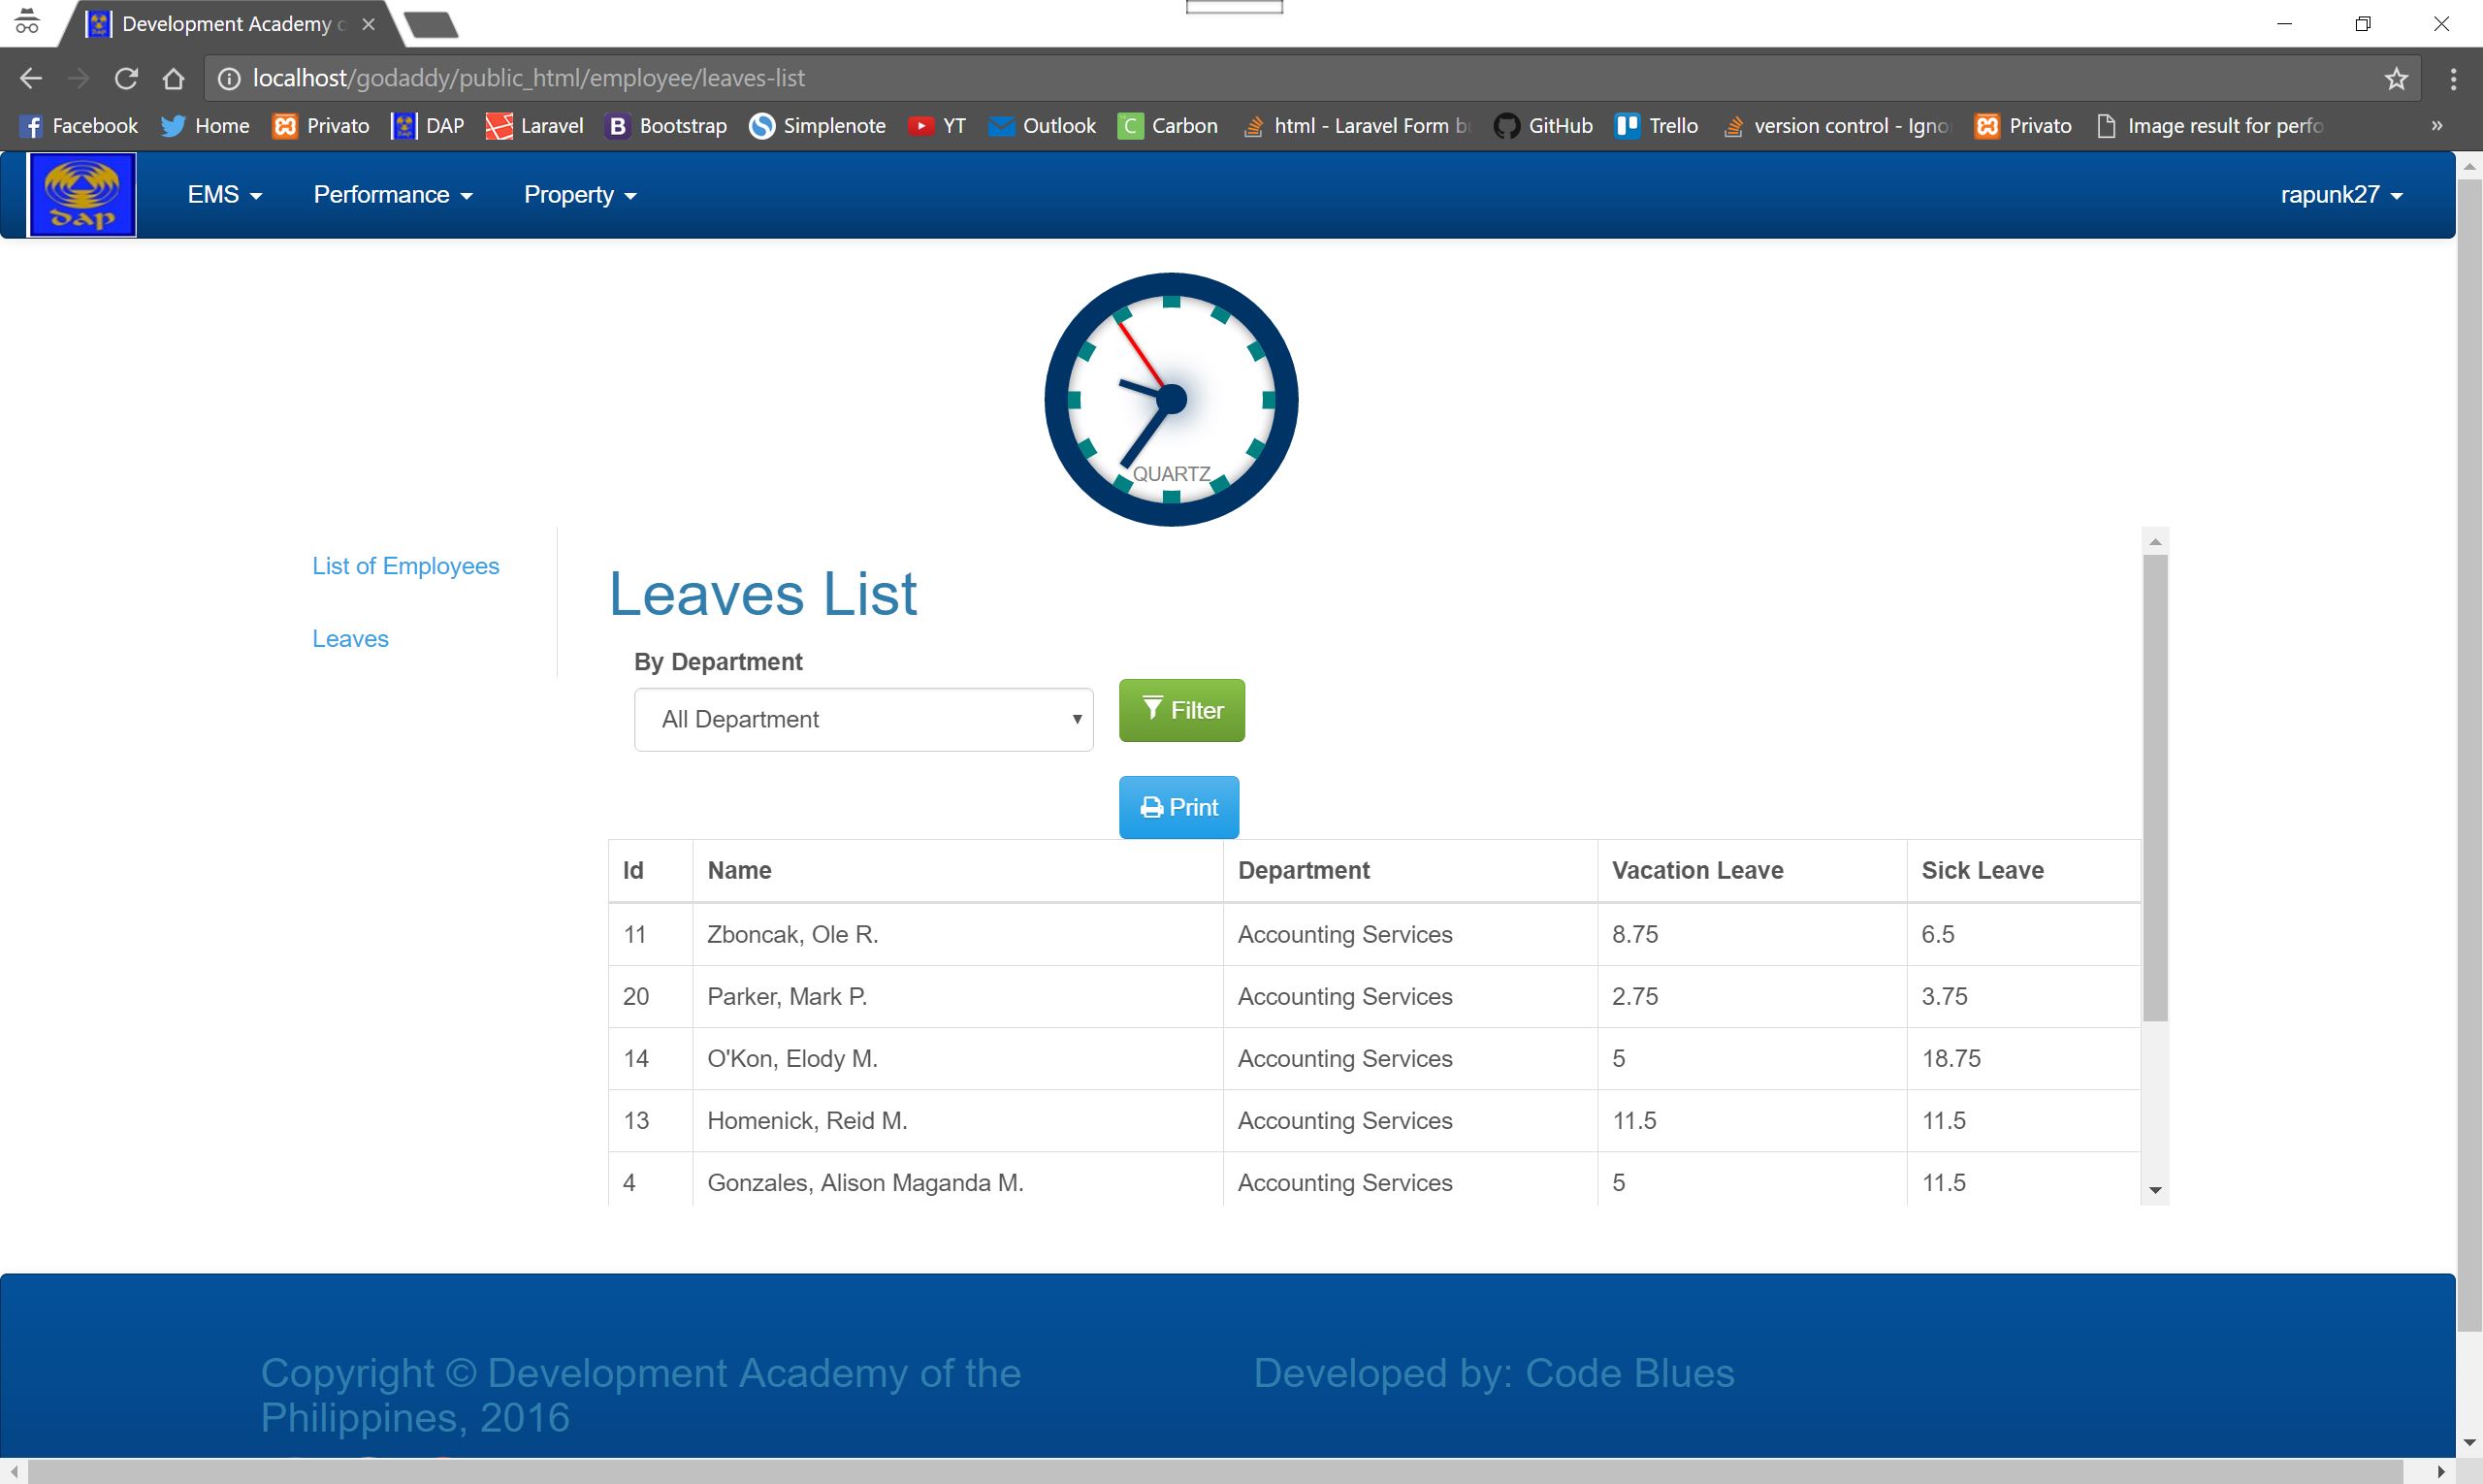 Development Academy
localhost/godaddy/public_html/employee/leaves-list
Facebook Home Privato DAP Laravel B Bootstrap Simplenote YT Outlook C Carbon html - Laravel Form GitHub Trello version control - Privato Image result for »
dap EMS Performance Property rapunk27
QUARTZ
List of Employees
Leaves
Leaves List
By Department
All Department
Filter
Print
Id Name Department Vacation Leave Sick Leave
11 Zboncak, Ole R. Accounting Services 8.75 6.5
20 Parker, Mark P. Accounting Services 2.75 3.75
14 O'Kon, Elody M. Accounting Services 5 18.75
13 Homenick, Reid M. Accounting Services 11.5 11.5
4 Gonzales, Alison Maganda M. Accounting Services 5 11.5
Copyright © Development Academy of the Developed by: Code Blues
Philippines, 2016